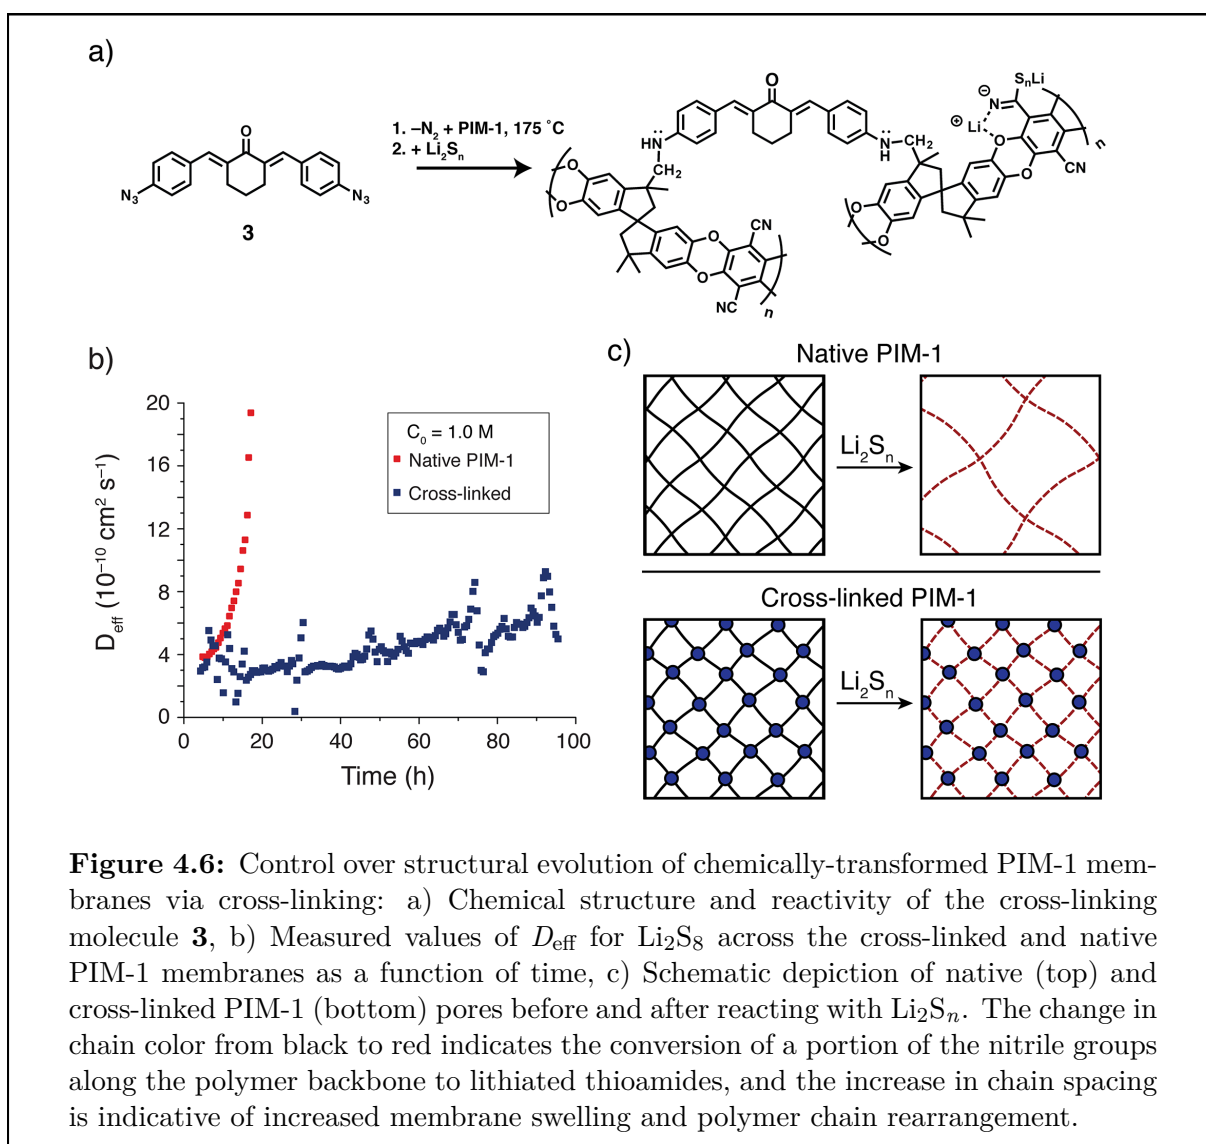 a)
O
N3
N3
3
1. –N2 + PIM-1, 175 ˚C
2. + Li2Sn
O
HN
N
H
CH2
CH2
O
O
O
O
CN
NC
n
SnLi
⊖
N
⊕
Li
O
O
CN
O
O
n
b)
20
16
12
8
4
0
Deff (10–10 cm2 s–1)
C0 = 1.0 M
Native PIM-1
Cross-linked
0 20 40 60 80 100
Time (h)
c)
Native PIM-1
Li2Sn
Cross-linked PIM-1
Li2Sn
Figure 4.6: Control over structural evolution of chemically-transformed PIM-1 mem-
branes via cross-linking: a) Chemical structure and reactivity of the cross-linking
molecule 3, b) Measured values of Deff for Li2S8 across the cross-linked and native
PIM-1 membranes as a function of time, c) Schematic depiction of native (top) and
cross-linked PIM-1 (bottom) pores before and after reacting with Li2Sn. The change in
chain color from black to red indicates the conversion of a portion of the nitrile groups
along the polymer backbone to lithiated thioamides, and the increase in chain spacing
is indicative of increased membrane swelling and polymer chain rearrangement.